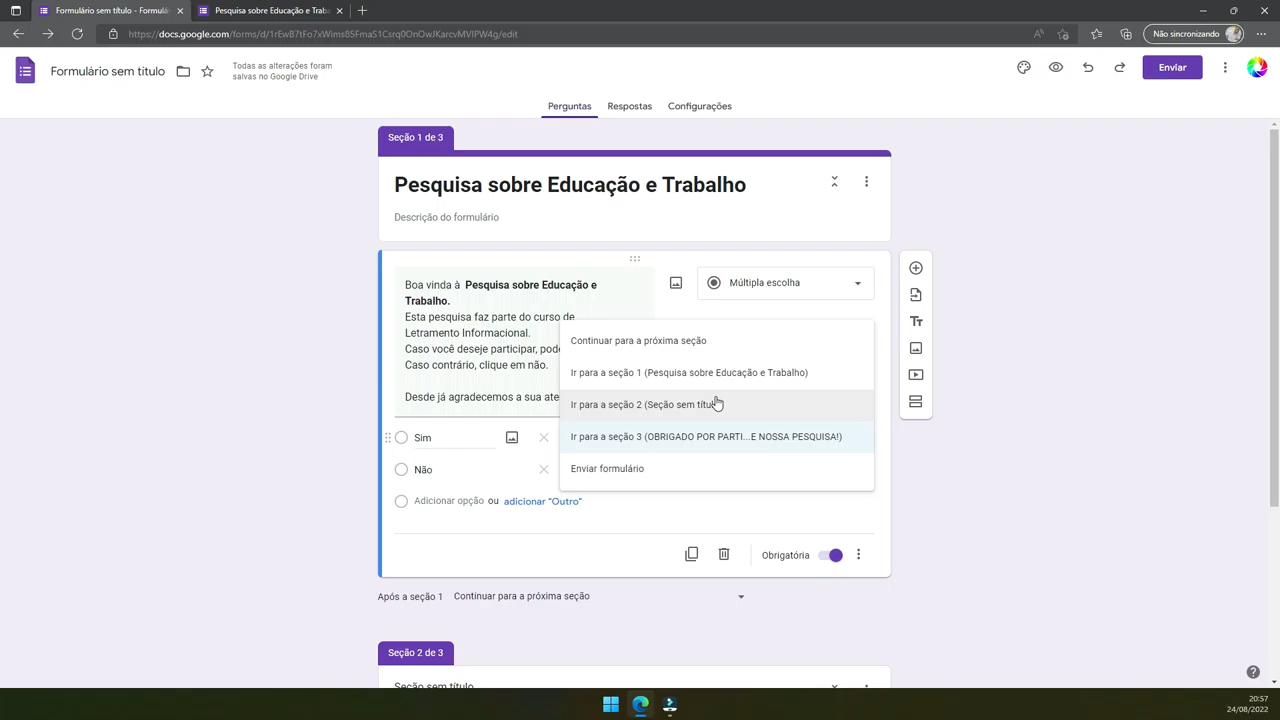 Formulário sem título - Formulár
Pesquisa sobre Educação e Traba
https://docs.google.com/forms/d/1rEwB7tFo7xWims85FmaS1Csrq0OnOwJKarcvMVlPW4g/edit
Não sincronizando
Formulário sem título
Todas as alterações foram
salvas no Google Drive
Enviar
Perguntas
Respostas
Configurações
Seção 1 de 3
Pesquisa sobre Educação e Trabalho
Descrição do formulário
Boa vinda à Pesquisa sobre Educação e
Trabalho.
Esta pesquisa faz parte do curso de
Letramento Informacional.
Caso você deseje participar, pod
Caso contrário, clique em não.
Desde já agradecemos a sua ate
Múltipla escolha
Continuar para a próxima seção
Ir para a seção 1 (Pesquisa sobre Educação e Trabalho)
Ir para a seção 2 (Seção sem títu
Ir para a seção 3 (OBRIGADO POR PARTI...E NOSSA PESQUISA!)
Enviar formulário
Sim
Não
Adicionar opção ou adicionar "Outro"
Obrigatória
Após a seção 1 Continuar para a próxima seção
Seção 2 de 3
Seção sem título
20:57
24/08/2022